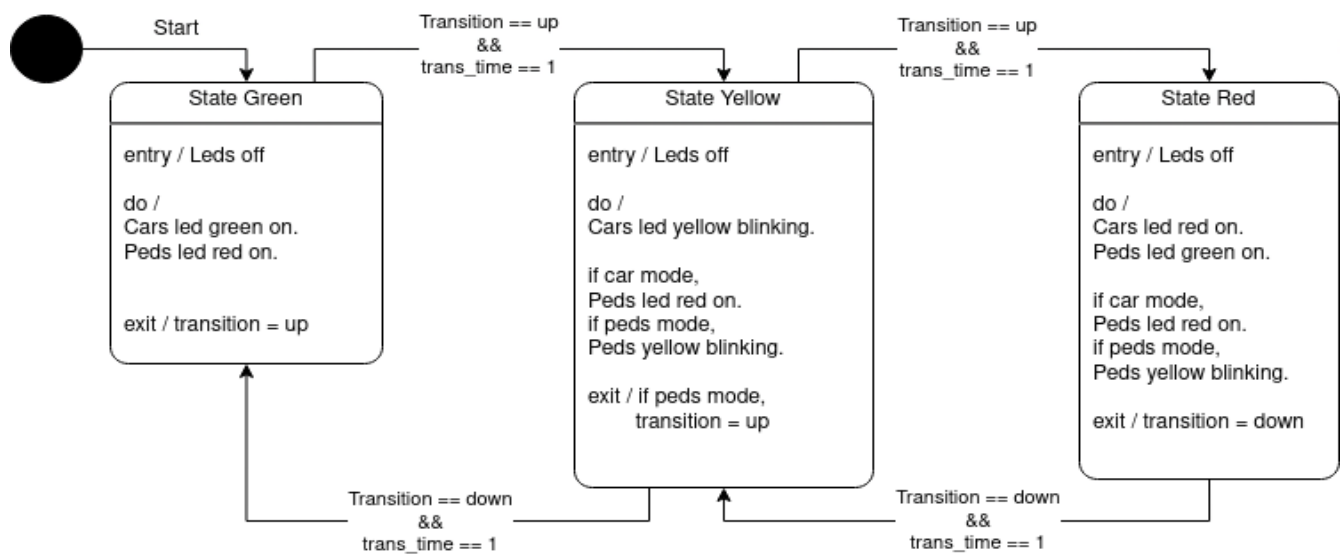 Start
Transition == up
&&
trans_time == 1
Transition == up
&&
trans_time == 1
State Green
entry / Leds off
do /
Cars led green on.
Peds led red on.
exit / transition = up
State Yellow
entry / Leds off
do /
Cars led yellow blinking.
if car mode,
Peds led red on.
if peds mode,
Peds yellow blinking.
exit / if peds mode,
transition = up
State Red
entry / Leds off
do /
Cars led red on.
Peds led green on.
if car mode,
Peds led red on.
if peds mode,
Peds yellow blinking.
exit / transition = down
Transition == down
&&
trans_time == 1
Transition == down
&&
trans_time == 1